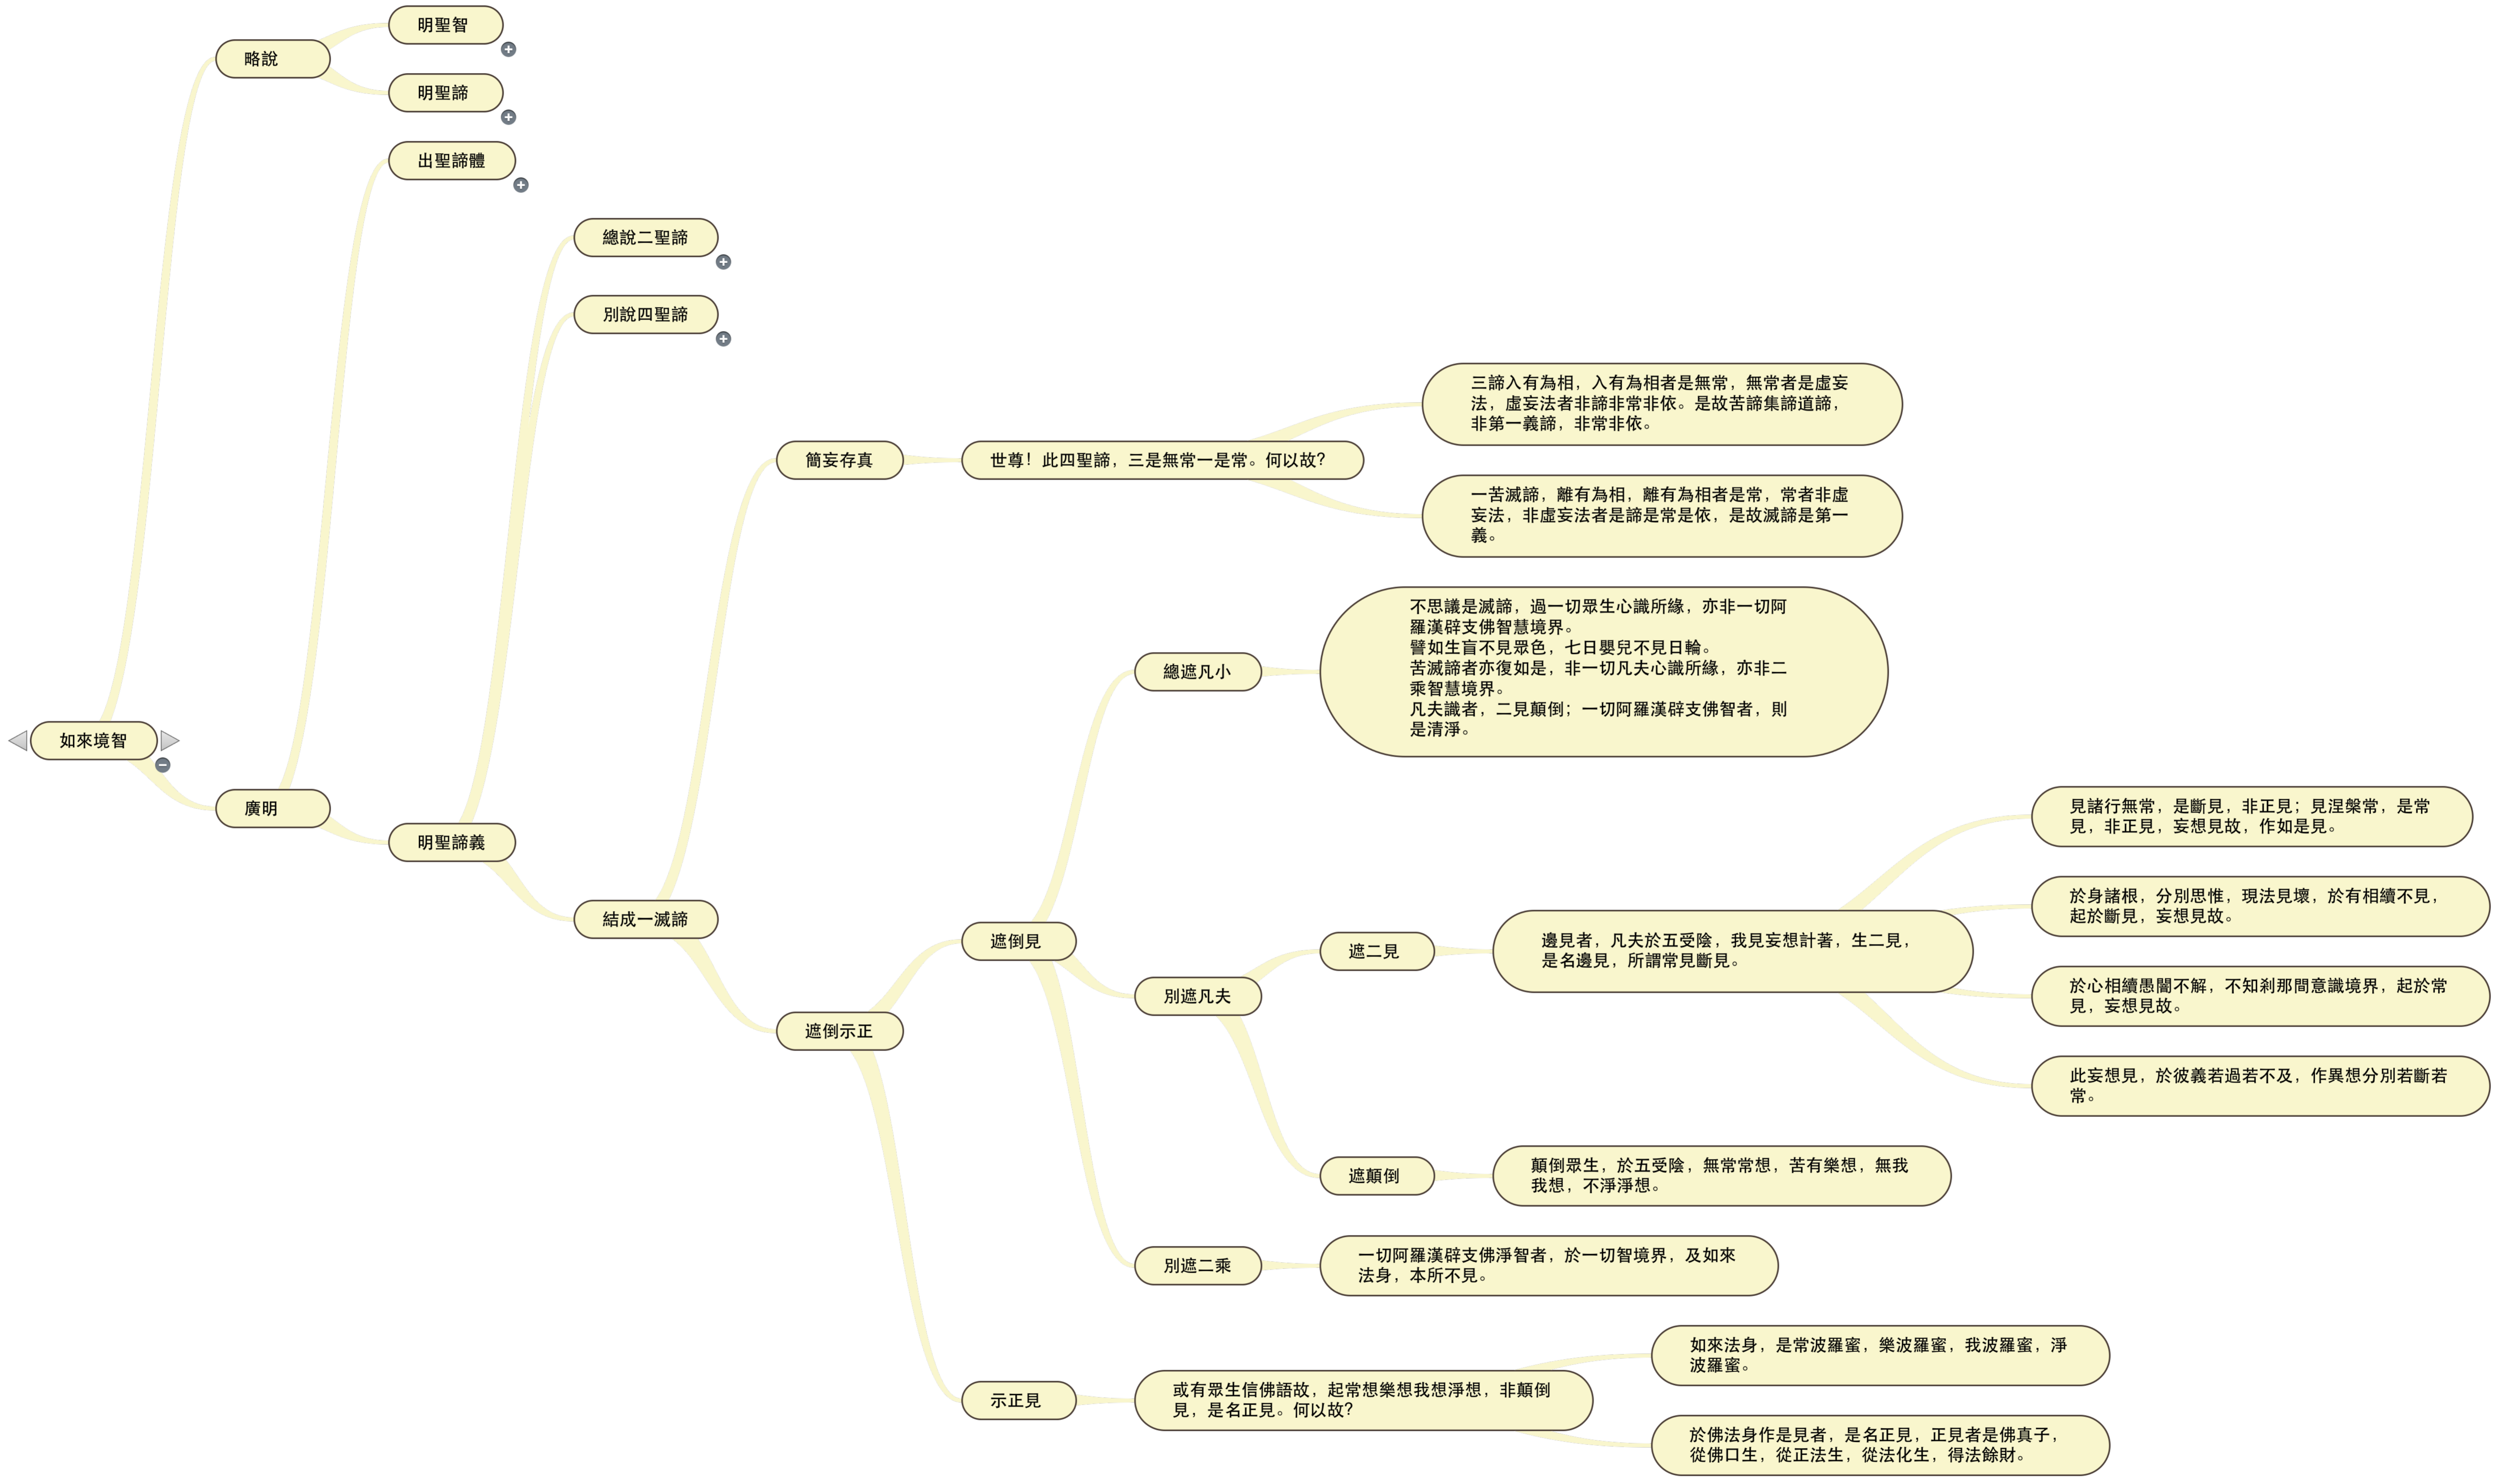 明聖智
略說
明聖諦
出聖諦體
總說二聖諦
別說四聖諦
三諦入有為相，入有為相者是無常，無常者是虛妄
法，虛妄法者非諦非常非依。是故苦諦集諦道諦，
非第一義諦，非常非依。
簡妄存真
世尊！此四聖諦，三是無常一是常。何以故？
一苦滅諦，離有為相，離有為相者是常，常者非虛
妄法，非虛妄法者是諦是常是依，是故滅諦是第一
義。
不思議是滅諦，過一切眾生心識所緣，亦非一切阿
羅漢辟支佛智慧境界。
譬如生盲不見眾色，七日嬰兒不見日輪。
苦滅諦者亦復如是，非一切凡夫心識所緣，亦非二
乘智慧境界。
凡夫識者，二見顛倒；一切阿羅漢辟支佛智者，則
是清淨。
總遮凡小
如來境智
廣明
明聖諦義
結成一滅諦
見諸行無常，是斷見，非正見；見涅槃常，是常
見，非正見，妄想見故，作如是見。
於身諸根，分別思惟，現法見壞，於有相續不見，
起於斷見，妄想見故。
遮倒見
遮二見
邊見者，凡夫於五受陰，我見妄想計著，生二見，
是名邊見，所謂常見斷見。
別遮凡夫
於心相續愚闇不解，不知剎那間意識境界，起於常
見，妄想見故。
遮倒示正
此妄想見，於彼義若過若不及，作異想分別若斷若
常。
遮顛倒
顛倒眾生，於五受陰，無常常想，苦有樂想，無我
我想，不淨淨想。
別遮二乘
一切阿羅漢辟支佛淨智者，於一切智境界，及如來
法身，本所不見。
如來法身，是常波羅蜜，樂波羅蜜，我波羅蜜，淨
波羅蜜。
示正見
或有眾生信佛語故，起常想樂想我想淨想，非顛倒
見，是名正見。何以故？
於佛法身作是見者，是名正見，正見者是佛真子，
從佛口生，從正法生，從法化生，得法餘財。